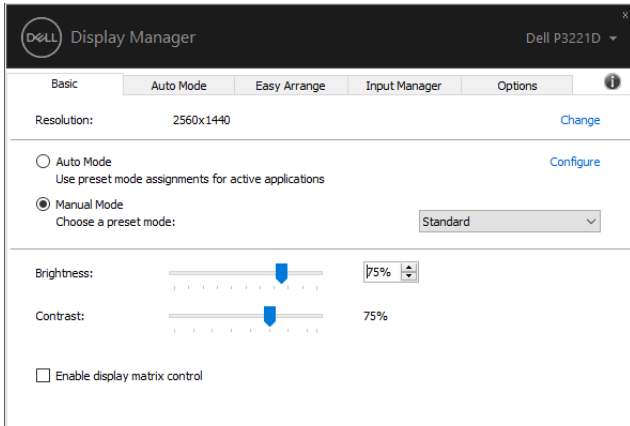 DELL Display Manager Dell P3221D
x
Basic Auto Mode Easy Arrange Input Manager Options i
Resolution: 2560x1440 Change
Auto Mode Configure
Use preset mode assignments for active applications
Manual Mode
Choose a preset mode: Standard
Brightness: 75%
Contrast: 75%
Enable display matrix control